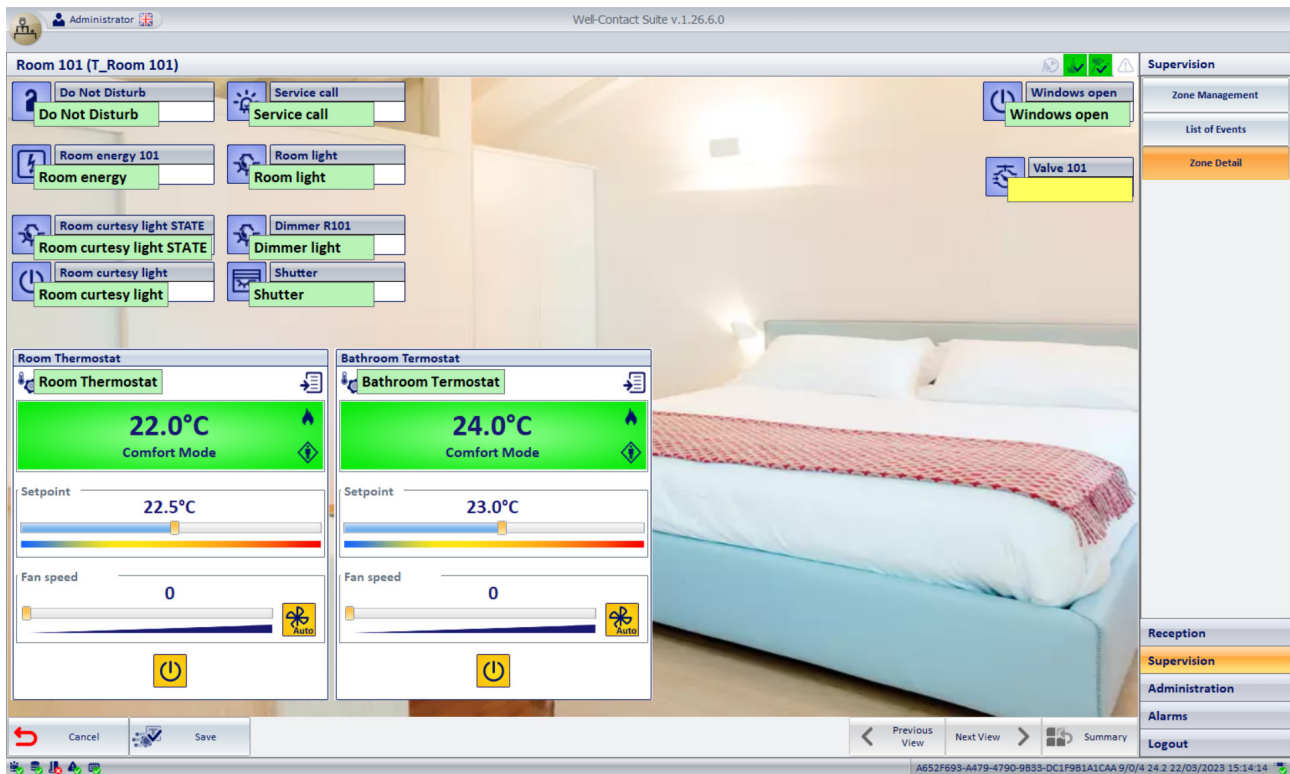 Administrator
Well-Contact Suite v.1.26.6.0
Room 101 (T_Room 101)
Supervision
Do Not Disturb
Do Not Disturb
Service call
Service call
Windows open
Windows open
Zone Management
List of Events
Zone Detail
Room energy 101
Room energy
Room light
Room light
Valve 101
Room curtesy light STATE
Room curtesy light STATE
Dimmer R101
Dimmer light
Room curtesy light
Room curtesy light
Shutter
Shutter
Room Thermostat
Room Thermostat
22.0°C
Comfort Mode
Setpoint
22.5°C
Fan speed
0
Auto
Bathroom Termostat
Bathroom Termostat
24.0°C
Comfort Mode
Setpoint
23.0°C
Fan speed
0
Auto
Reception
Supervision
Administration
Alarms
Logout
Cancel
Save
Previous
View
Next View
Summary
A652F693-A479-4790-9833-DC1F9B1A1CAA 9/0/4 24.2 22/03/2023 15:14:14